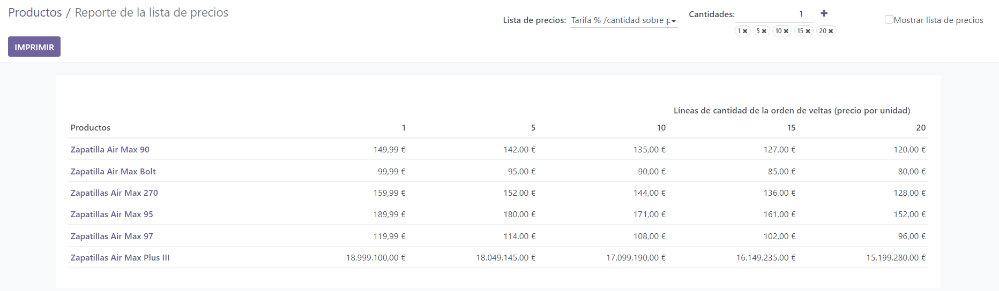 Productos / Reporte de la lista de precios
Lista de precios: Tarifa % /cantidad sobre p
Cantidades: 1
1 5 10 15 20
Mostrar lista de precios
IMPRIMIR
Líneas de cantidad de la orden de veltas (precio por unidad)
Productos 1 5 10 15 20
Zapatilla Air Max 90 149,99 € 142,00 € 135,00 € 127,00 € 120,00 €
Zapatilla Air Max Bolt 99,99 € 95,00 € 90,00 € 85,00 € 80,00 €
Zapatillas Air Max 270 159,99 € 152,00 € 144,00 € 136,00 € 128,00 €
Zapatillas Air Max 95 189,99 € 180,00 € 171,00 € 161,00 € 152,00 €
Zapatillas Air Max 97 119,99 € 114,00 € 108,00 € 102,00 € 96,00 €
Zapatillas Air Max Plus III 18.999.100,00 € 18.049.145,00 € 17.099.190,00 € 16.149.235,00 € 15.199.280,00 €